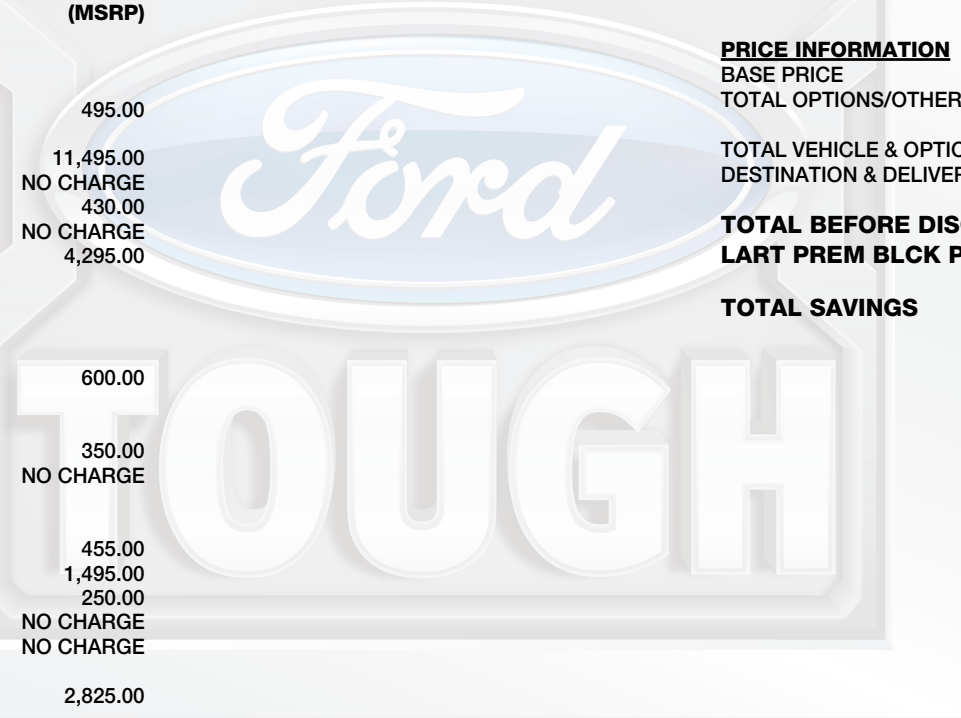 (MSRP)
495.00
11,495.00
NO CHARGE
430.00
NO CHARGE
4,295.00
600.00
350.00
NO CHARGE
455.00
1,495.00
250.00
NO CHARGE
NO CHARGE
2,825.00
PRICE INFORMATION
BASE PRICE
TOTAL OPTIONS/OTHER
TOTAL VEHICLE & OPTIO
DESTINATION & DELIVER
TOTAL BEFORE DIS
LART PREM BLCK P
TOTAL SAVINGS
Ford
TOUGH